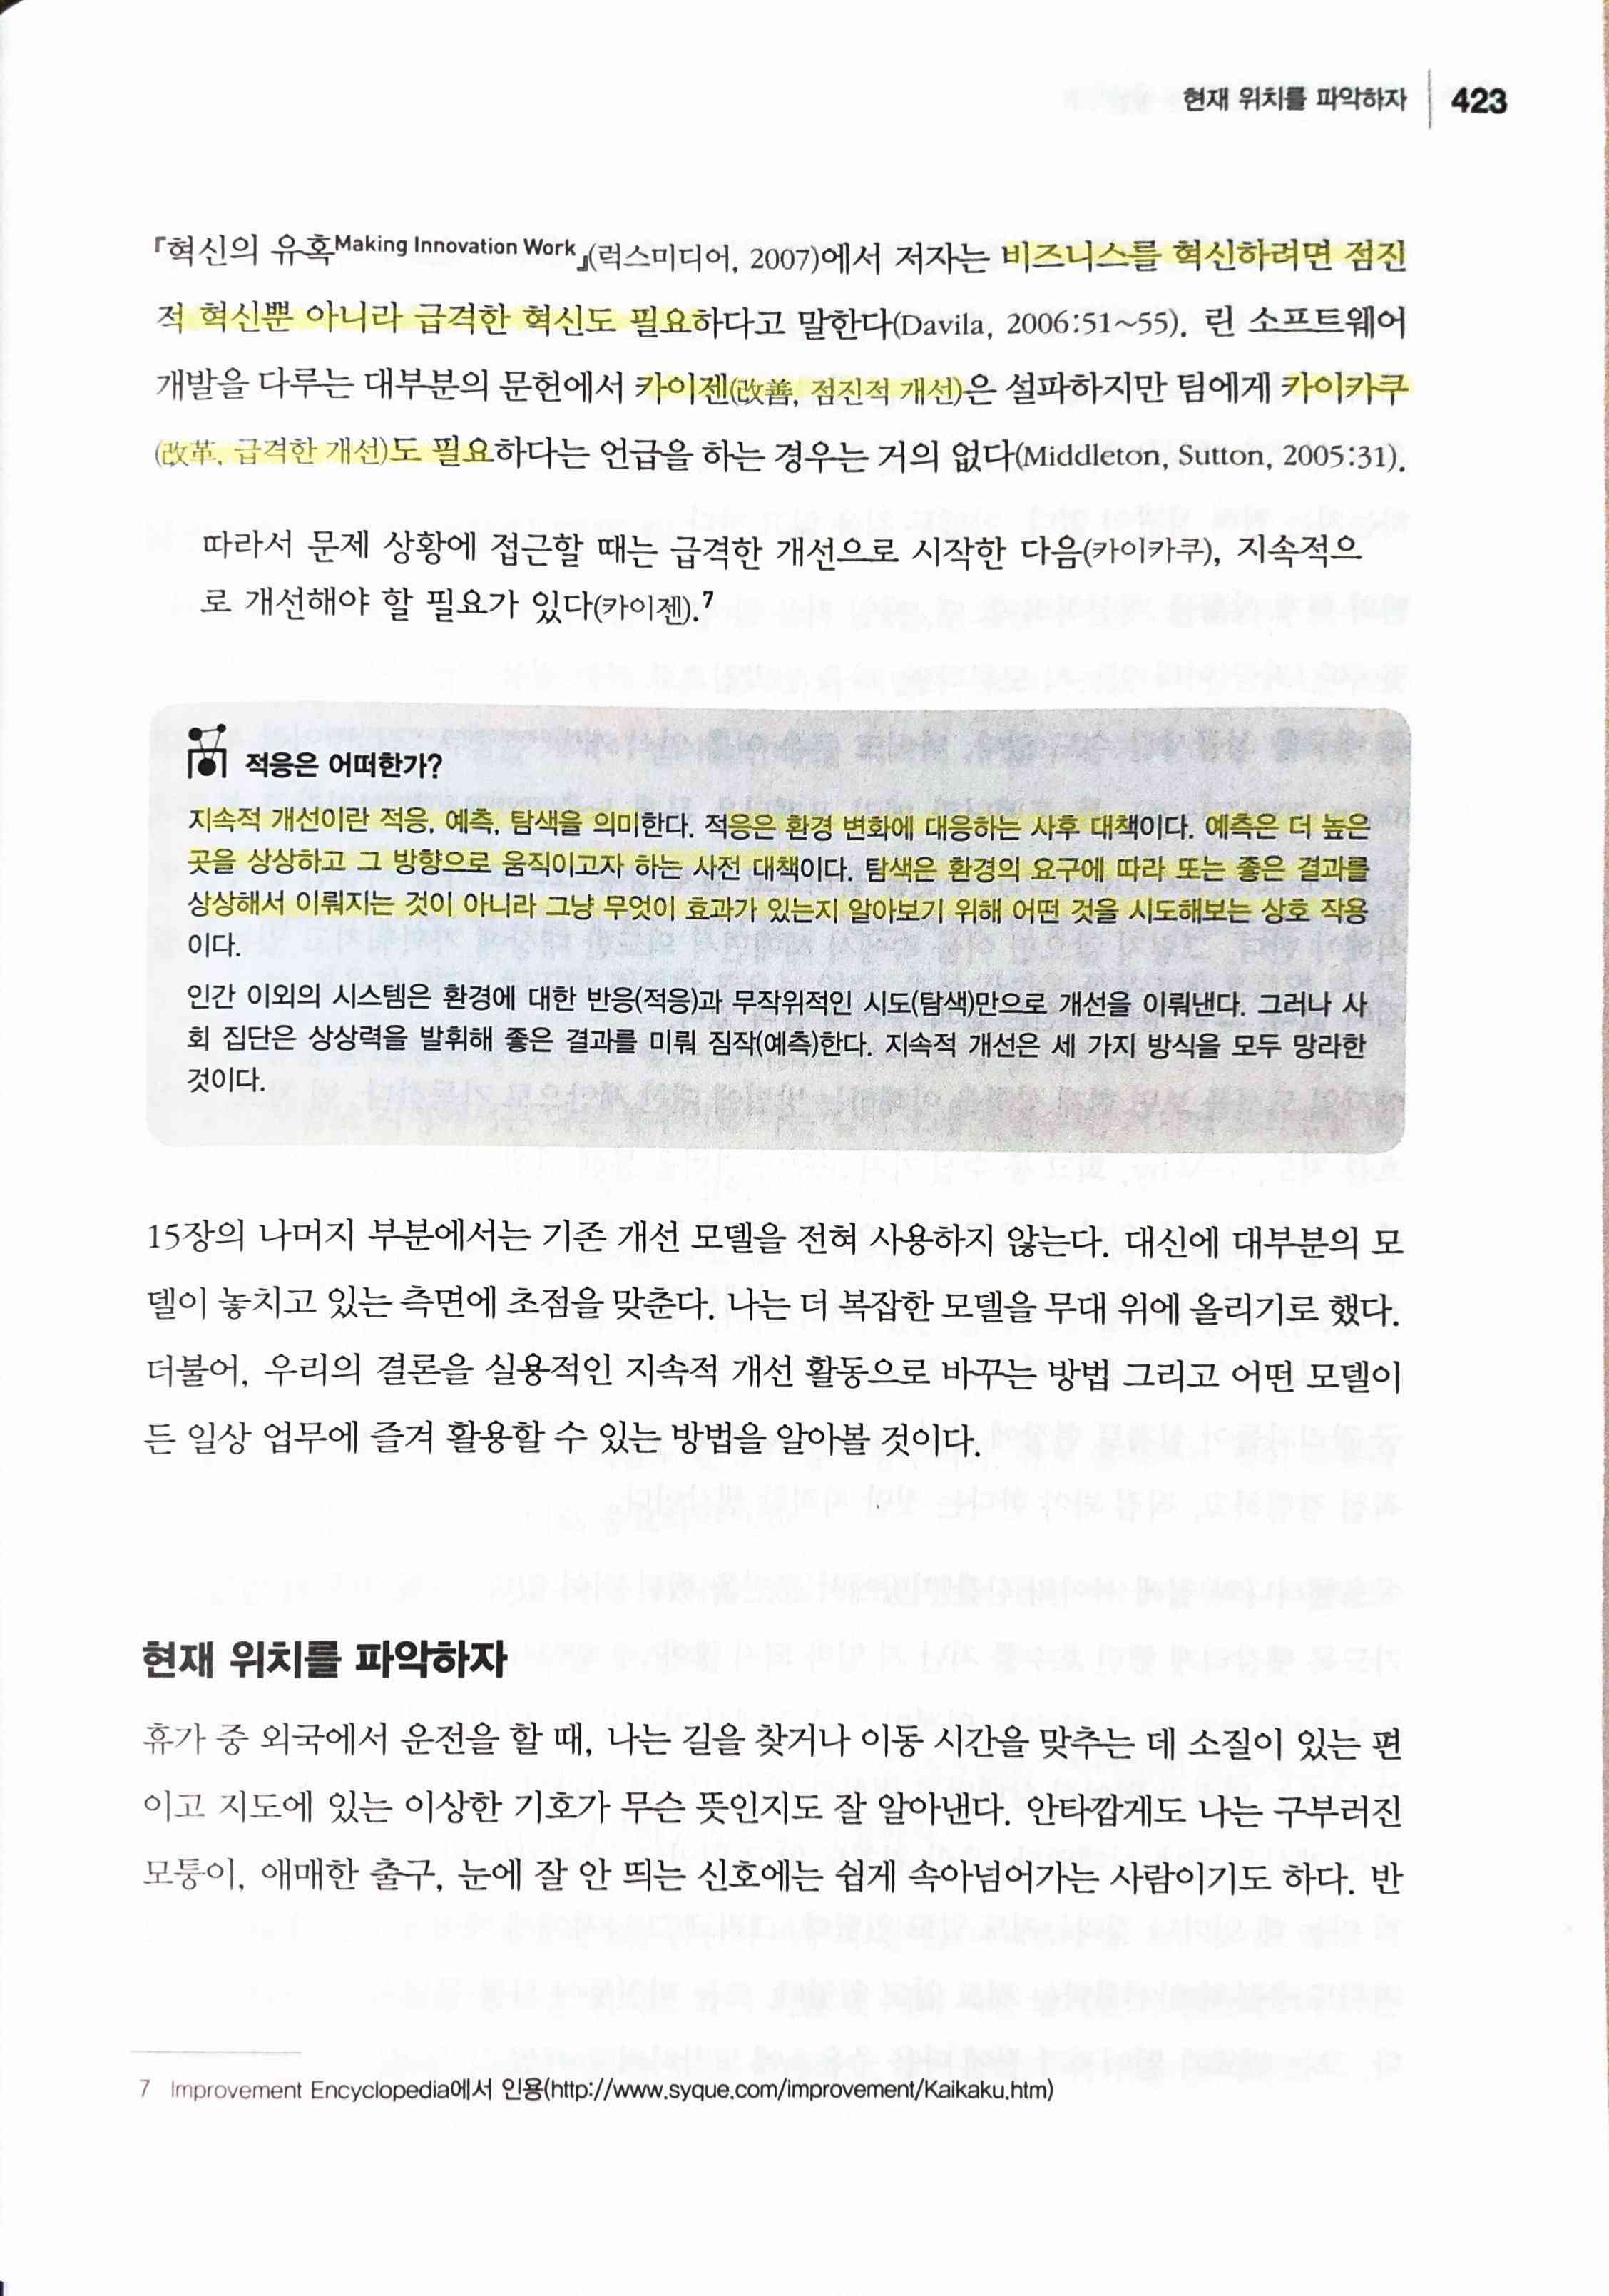 현재 위치를 파악하자 423
『혁신의 유혹Making Innovation Work』(럭스미디어, 2007)에서 저자는 비즈니스를 혁신하려면 점진
적 혁신뿐 아니라 급격한 혁신도 필요하다고 말한다(Davila, 2006:51~55). 린 소프트웨어
개발을 다루는 대부분의 문헌에서 카이젠(改善, 점진적 개선)은 설파하지만 팀에게 카이카쿠
(改革, 급격한 개선)도 필요하다는 언급을 하는 경우는 거의 없다(Middleton, Sutton, 2005:31).
따라서 문제 상황에 접근할 때는 급격한 개선으로 시작한 다음(카이카쿠), 지속적으
로 개선해야 할 필요가 있다(카이젠).7
적응은 어떠한가?
지속적 개선이란 적응, 예측, 탐색을 의미한다. 적응은 환경 변화에 대응하는 사후 대책이다. 예측은 더 높은
곳을 상상하고 그 방향으로 움직이고자 하는 사전 대책이다. 탐색은 환경의 요구에 따라 또는 좋은 결과를
상상해서 이뤄지는 것이 아니라 그냥 무엇이 효과가 있는지 알아보기 위해 어떤 것을 시도해보는 상호 작용
이다.
인간 이외의 시스템은 환경에 대한 반응(적응)과 무작위적인 시도(탐색)만으로 개선을 이뤄낸다. 그러나 사
회 집단은 상상력을 발휘해 좋은 결과를 미뤄 짐작(예측)한다. 지속적 개선은 세 가지 방식을 모두 망라한
것이다.
15장의 나머지 부분에서는 기존 개선 모델을 전혀 사용하지 않는다. 대신에 대부분의 모
델이 놓치고 있는 측면에 초점을 맞춘다. 나는 더 복잡한 모델을 무대 위에 올리기로 했다.
더불어, 우리의 결론을 실용적인 지속적 개선 활동으로 바꾸는 방법 그리고 어떤 모델이
든 일상 업무에 즐겨 활용할 수 있는 방법을 알아볼 것이다.
현재 위치를 파악하자
휴가 중 외국에서 운전을 할 때, 나는 길을 찾거나 이동 시간을 맞추는 데 소질이 있는 편
이고 지도에 있는 이상한 기호가 무슨 뜻인지도 잘 알아낸다. 안타깝게도 나는 구부러진
모퉁이, 애매한 출구, 눈에 잘 안 띄는 신호에는 쉽게 속아넘어가는 사람이기도 하다. 반
7 Improvement Encyclopedia에서 인용(http://www.syque.com/improvement/Kaikaku.htm)